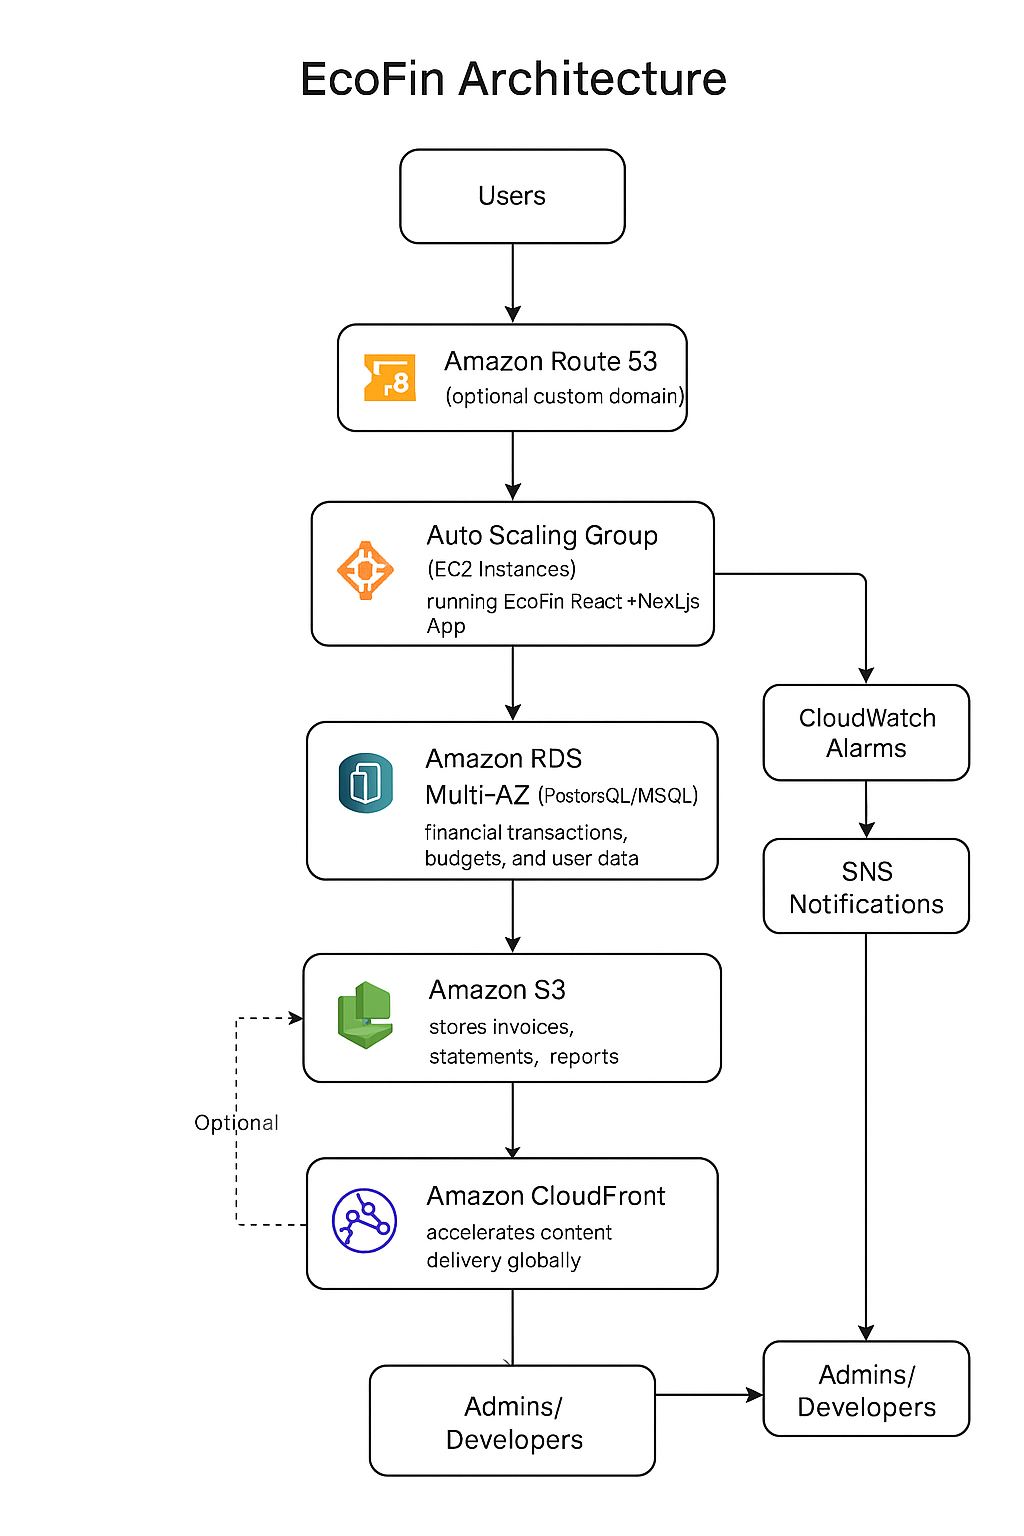 EcoFin Architecture
Users
r8
Amazon Route 53
(optional custom domain)
Auto Scaling Group
(EC2 Instances)
running EcoFin React +NexLjs
App
CloudWatch
Alarms
Amazon RDS
Multi-AZ (PostorsQL/MSQL)
financial transactions,
budgets, and user data
SNS
Notifications
Amazon S3
stores invoices,
statements, reports
Optional
Amazon CloudFront
accelerates content
delivery globally
Admins/
Developers
Admins/
Developers